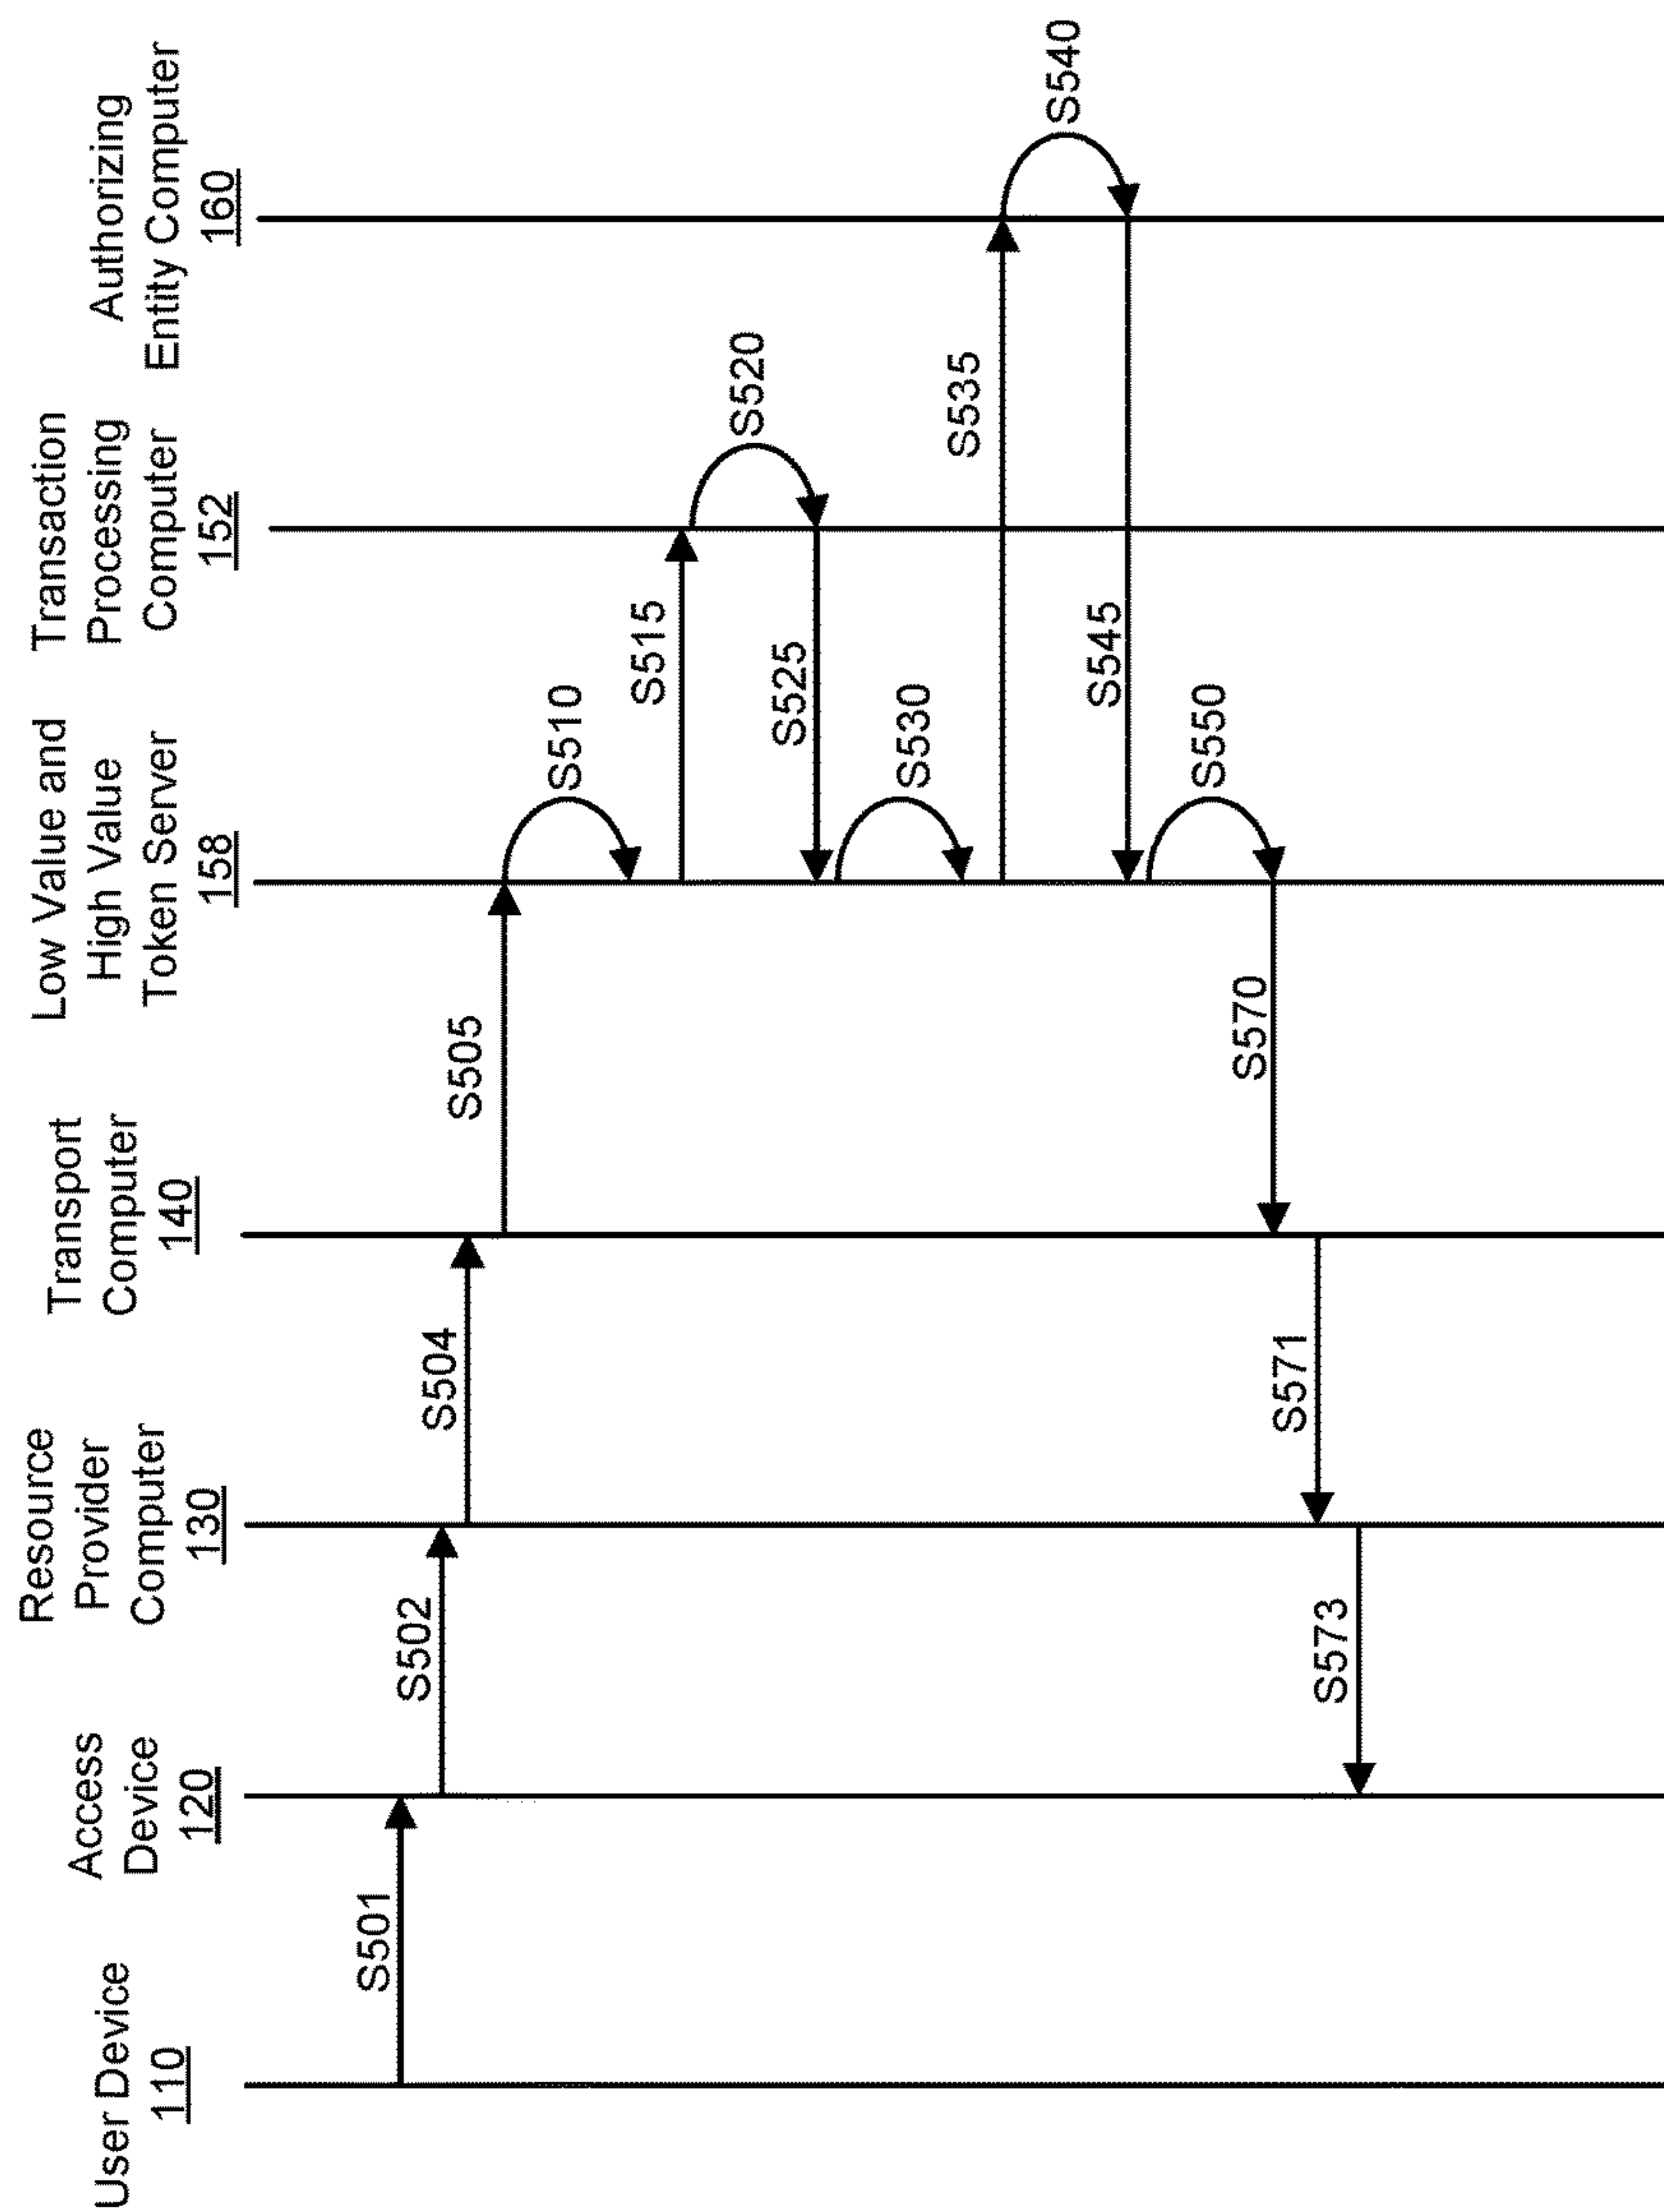 User Device
110
Access
Device
120
Resource
Provider
Computer
130
Transport
Computer
140
Low Value and
High Value
Token Server
158
Transaction
Processing
Computer
152
Authorizing
Entity Computer
160
S501
S502
S504
S505
S510
S515
S520
S525
S530
S535
S540
S545
S550
S570
S571
S573